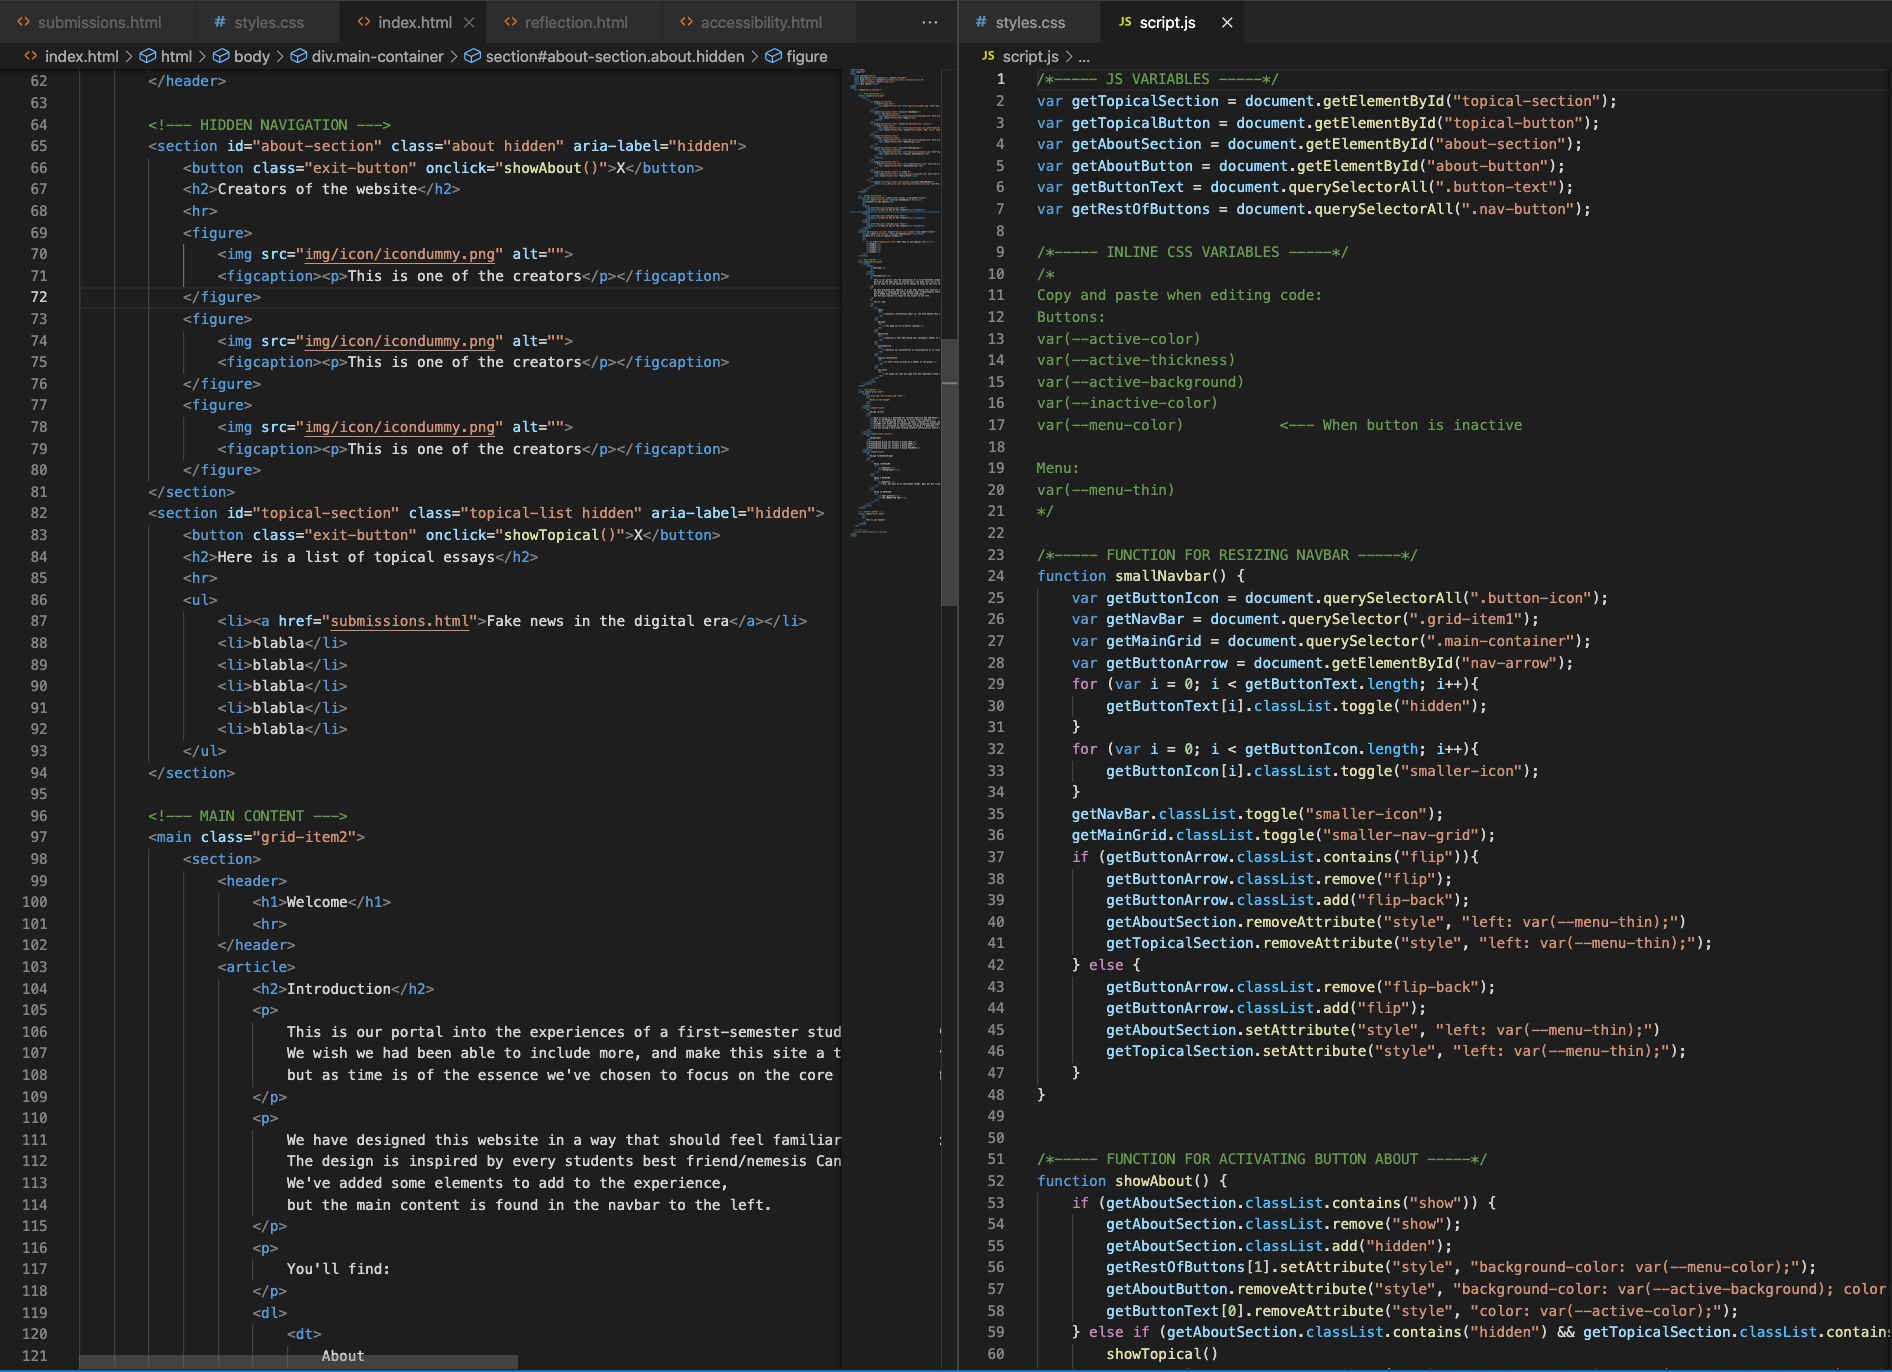 submissions.html # styles.css index.html reflection.html accessibility.html ...
index.html > html > body > div.main-container > section#about-section.about.hidden > figure
62 </header>
63
64 <!--- HIDDEN NAVIGATION --->
65 <section id="about-section" class="about hidden" aria-label="hidden">
66 <button class="exit-button" onclick="showAbout()">X</button>
67 <h2>Creators of the website</h2>
68 <hr>
69 <figure>
70 <img src="img/icon/icondummy.png" alt="">
71 <figcaption><p>This is one of the creators</p></figcaption>
72 </figure>
73 <figure>
74 <img src="img/icon/icondummy.png" alt="">
75 <figcaption><p>This is one of the creators</p></figcaption>
76 </figure>
77 <figure>
78 <img src="img/icon/icondummy.png" alt="">
79 <figcaption><p>This is one of the creators</p></figcaption>
80 </figure>
81 </section>
82 <section id="topical-section" class="topical-list hidden" aria-label="hidden">
83 <button class="exit-button" onclick="showTopical()">X</button>
84 <h2>Here is a list of topical essays</h2>
85 <hr>
86 <ul>
87 <li><a href="submissions.html">Fake news in the digital era</a></li>
88 <li>blabla</li>
89 <li>blabla</li>
90 <li>blabla</li>
91 <li>blabla</li>
92 <li>blabla</li>
93 </ul>
94 </section>
95
96 <!--- MAIN CONTENT --->
97 <main class="grid-item2">
98 <section>
99 <header>
100 <h1>Welcome</h1>
101 <hr>
102 </header>
103 <article>
104 <h2>Introduction</h2>
105 <p>
106 This is our portal into the experiences of a first-semester stud
107 We wish we had been able to include more, and make this site a t
108 but as time is of the essence we've chosen to focus on the core
109 </p>
110 <p>
111 We have designed this website in a way that should feel familiar
112 The design is inspired by every students best friend/nemesis Can
113 We've added some elements to add to the experience,
114 but the main content is found in the navbar to the left.
115 </p>
116 <p>
117 You'll find:
118 </p>
119 <dl>
120 <dt>
121 About
# styles.css JS script.js
JS script.js > ...
1 /*----- JS VARIABLES -----*/
2 var getTopicalSection = document.getElementById("topical-section");
3 var getTopicalButton = document.getElementById("topical-button");
4 var getAboutSection = document.getElementById("about-section");
5 var getAboutButton = document.getElementById("about-button");
6 var getButtonText = document.querySelectorAll(".button-text");
7 var getRestOfButtons = document.querySelectorAll(".nav-button");
8
9 /*----- INLINE CSS VARIABLES -----*/
10 /*
11 Copy and paste when editing code:
12 Buttons:
13 var(--active-color)
14 var(--active-thickness)
15 var(--active-background)
16 var(--inactive-color)
17 var(--menu-color) <--- When button is inactive
18
19 Menu:
20 var(--menu-thin)
21 */
22
23 /*----- FUNCTION FOR RESIZING NAVBAR -----*/
24 function smallNavbar() {
25 var getButtonIcon = document.querySelectorAll(".button-icon");
26 var getNavBar = document.querySelector(".grid-item1");
27 var getMainGrid = document.querySelector(".main-container");
28 var getButtonArrow = document.getElementById("nav-arrow");
29 for (var i = 0; i < getButtonText.length; i++){
30 getButtonText[i].classList.toggle("hidden");
31 }
32 for (var i = 0; i < getButtonIcon.length; i++){
33 getButtonIcon[i].classList.toggle("smaller-icon");
34 }
35 getNavBar.classList.toggle("smaller-icon");
36 getMainGrid.classList.toggle("smaller-nav-grid");
37 if (getButtonArrow.classList.contains("flip")){
38 getButtonArrow.classList.remove("flip");
39 getButtonArrow.classList.add("flip-back");
40 getAboutSection.removeAttribute("style", "left: var(--menu-thin);")
41 getTopicalSection.removeAttribute("style", "left: var(--menu-thin);");
42 } else {
43 getButtonArrow.classList.remove("flip-back");
44 getButtonArrow.classList.add("flip");
45 getAboutSection.setAttribute("style", "left: var(--menu-thin);")
46 getTopicalSection.setAttribute("style", "left: var(--menu-thin);");
47 }
48 }
49
50
51 /*----- FUNCTION FOR ACTIVATING BUTTON ABOUT -----*/
52 function showAbout() {
53 if (getAboutSection.classList.contains("show")) {
54 getAboutSection.classList.remove("show");
55 getAboutSection.classList.add("hidden");
56 getRestOfButtons[1].setAttribute("style", "background-color: var(--menu-color);");
57 getAboutButton.removeAttribute("style", "background-color: var(--active-background); color
58 getButtonText[0].removeAttribute("style", "color: var(--active-color);");
59 } else if (getAboutSection.classList.contains("hidden") && getTopicalSection.classList.contain
60 showTopical()